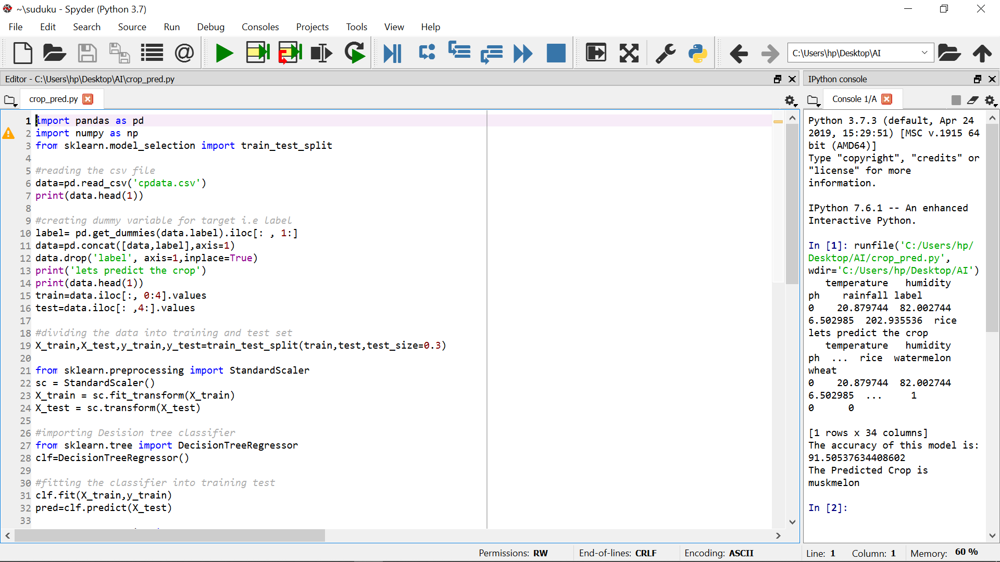 ~\suduku - Spyder (Python 3.7)
File Edit Search Source Run Debug Consoles Projects Tools View Help
C:\Users\hp\Desktop\AI
Editor - C:\Users\hp\Desktop\AI\crop_pred.py
crop_pred.py
1 import pandas as pd
2 import numpy as np
3 from sklearn.model_selection import train_test_split
4
5 #reading the csv file
6 data=pd.read_csv('cpdata.csv')
7 print(data.head(1))
8
9 #creating dummy variable for target i.e label
10 label= pd.get_dummies(data.label).iloc[: , 1:]
11 data=pd.concat([data,label],axis=1)
12 data.drop('label', axis=1,inplace=True)
13 print('lets predict the crop')
14 print(data.head(1))
15 train=data.iloc[:, 0:4].values
16 test=data.iloc[: ,4:].values
17
18 #dividing the data into training and test set
19 X_train,X_test,y_train,y_test=train_test_split(train,test,test_size=0.3)
20
21 from sklearn.preprocessing import StandardScaler
22 sc = StandardScaler()
23 X_train = sc.fit_transform(X_train)
24 X_test = sc.transform(X_test)
25
26 #importing Desision tree classifier
27 from sklearn.tree import DecisionTreeRegressor
28 clf=DecisionTreeRegressor()
29
30 #fitting the classifier into training test
31 clf.fit(X_train,y_train)
32 pred=clf.predict(X_test)
33
IPython console
Console 1/A
Python 3.7.3 (default, Apr 24
2019, 15:29:51) [MSC v.1915 64
bit (AMD64)]
Type "copyright", "credits" or
"license" for more
information.
IPython 7.6.1 -- An enhanced
Interactive Python.
In [1]: runfile('C:/Users/hp/
Desktop/AI/crop_pred.py',
wdir='C:/Users/hp/Desktop/AI')
temperature humidity
ph rainfall label
0 20.879744 82.002744
6.502985 202.935536 rice
lets predict the crop
temperature humidity
ph ... rice watermelon
wheat
0 20.879744 82.002744
6.502985 ... 1
0 0
[1 rows x 34 columns]
The accuracy of this model is:
91.50537634408602
The Predicted Crop is
muskmelon
In [2]:
Permissions: RW End-of-lines: CRLF Encoding: ASCII Line: 1 Column: 1 Memory: 60 %